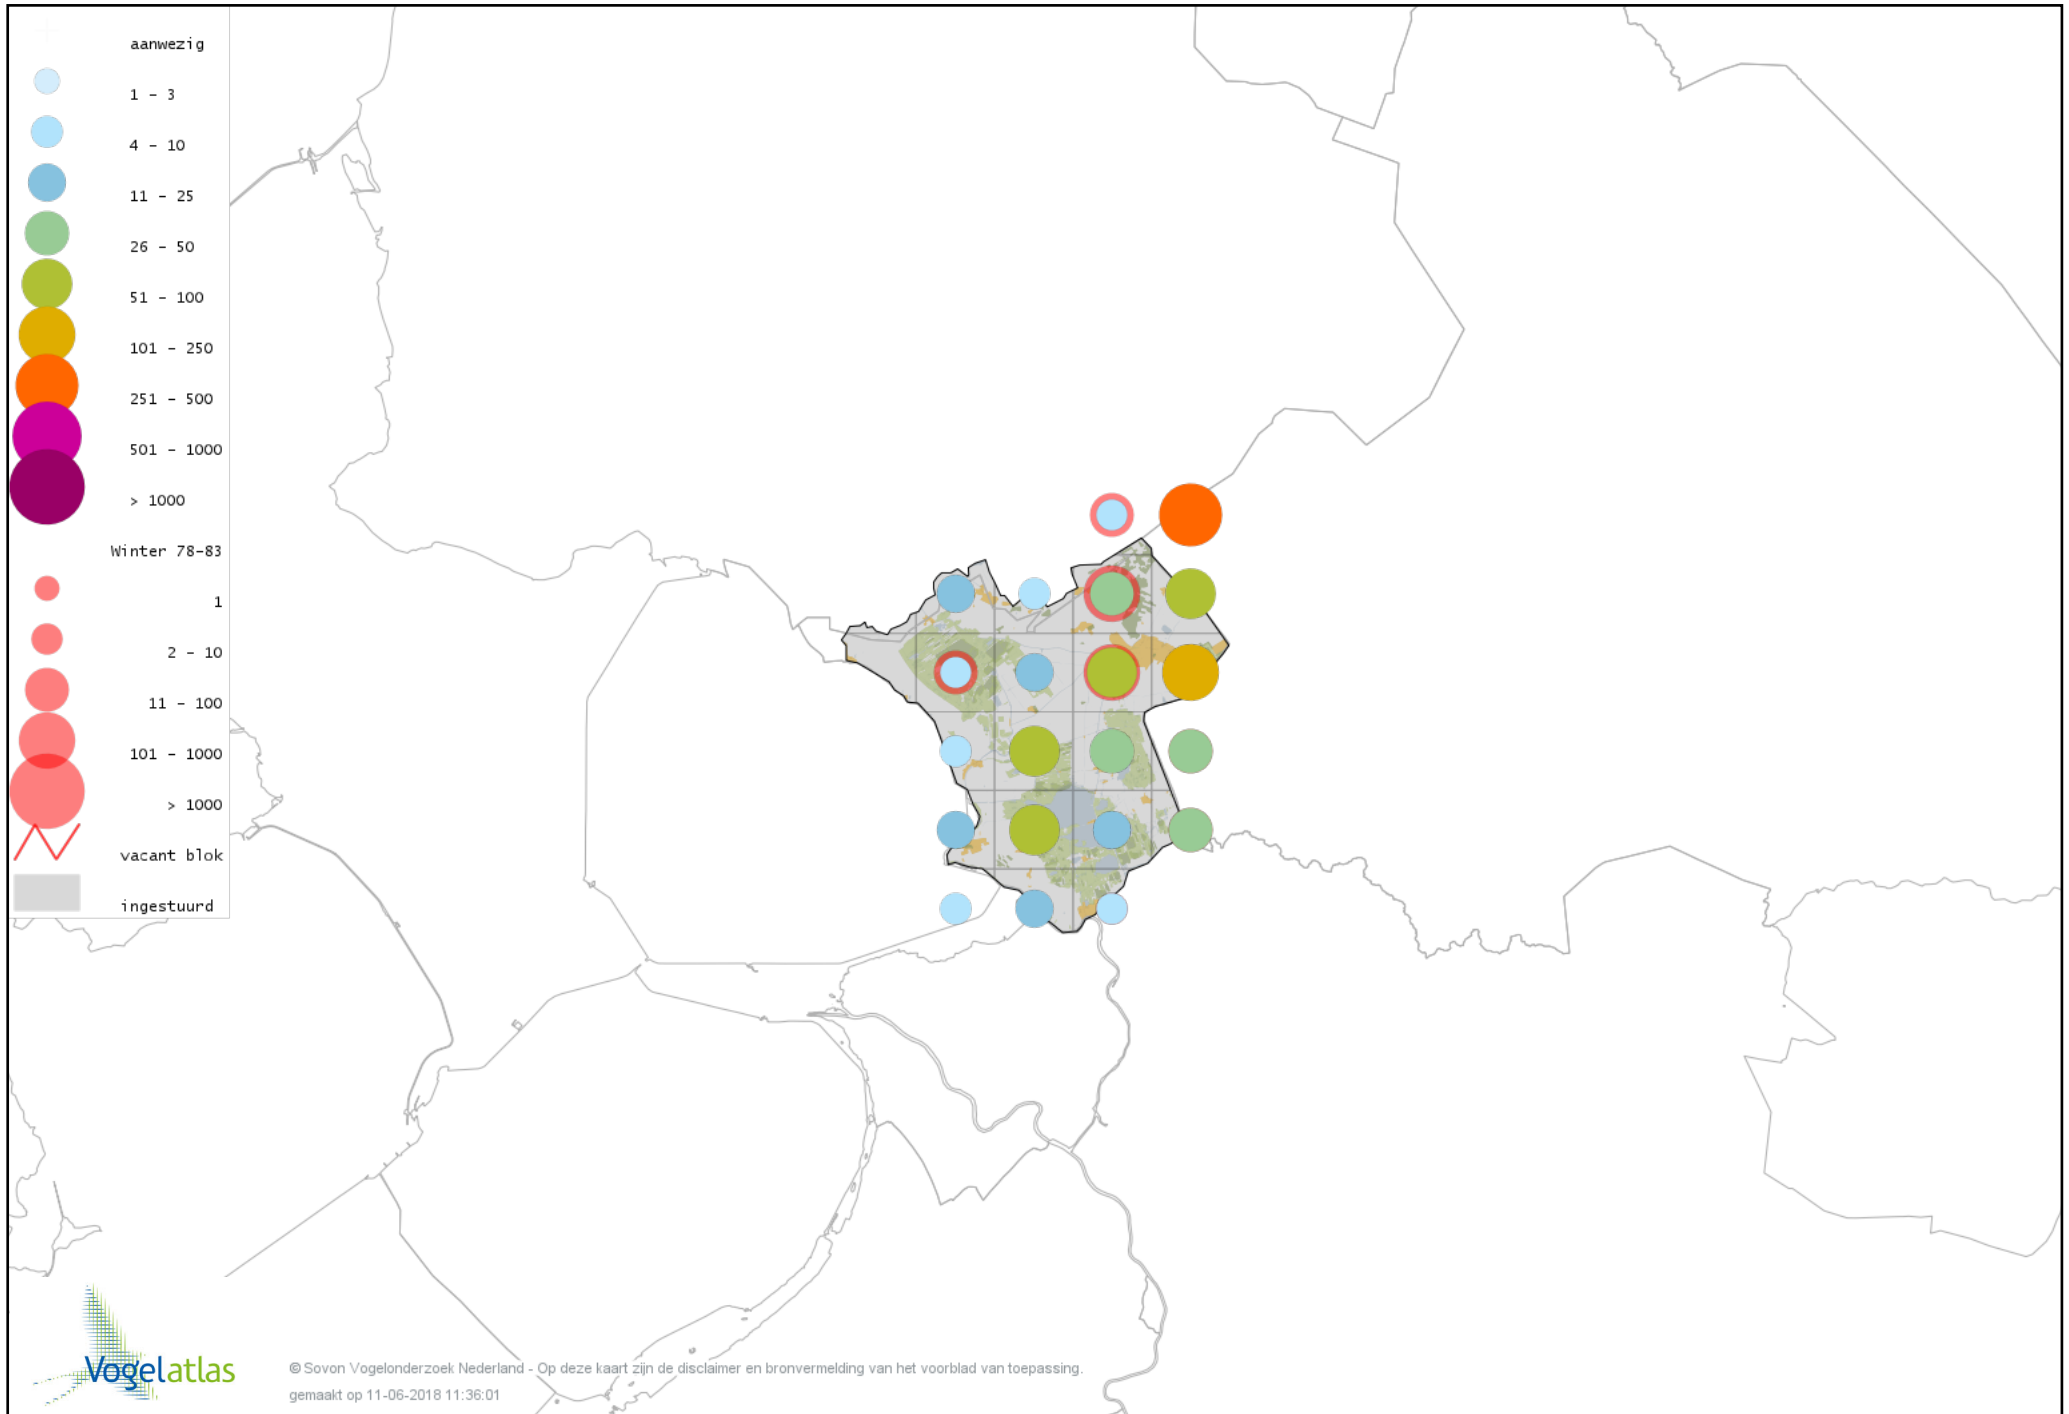 aanwezig
1 - 3
4 - 10
11 - 25
26 - 50
51 - 100
101 - 250
251 - 500
501 - 1000
> 1000
Winter 78-83
1
2 - 10
11 - 100
101 - 1000
> 1000
vacant blok
ingestuurd
Vogelatlas
© Sovon Vogelonderzoek Nederland - Op deze kaart zijn de disclaimer en bronvermelding van het voorblad van toepassing.
gemaakt op 11-06-2018 11:36:01